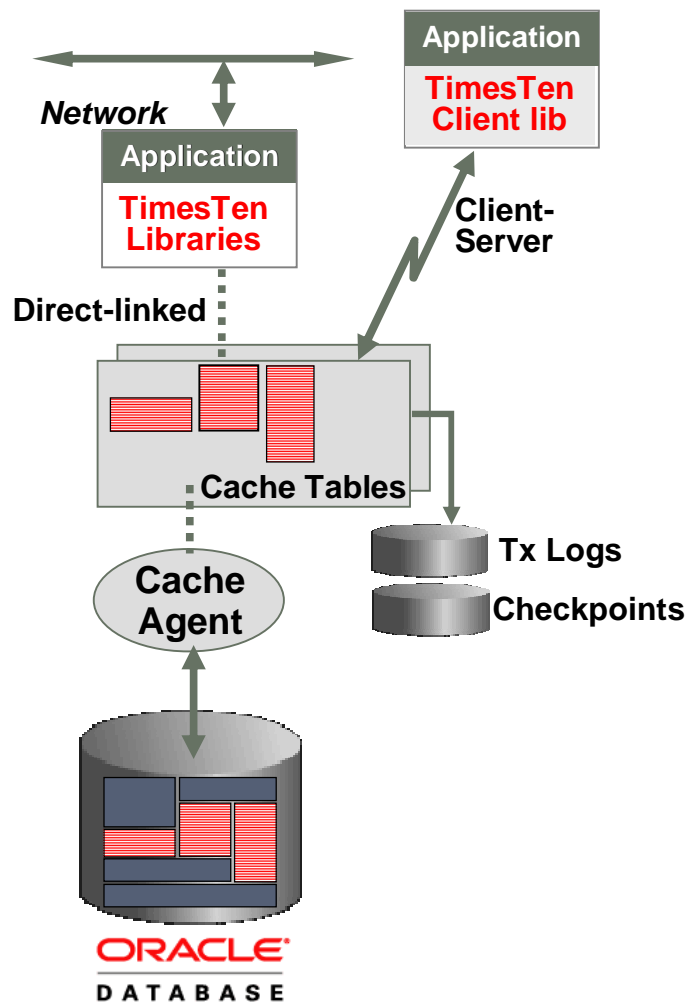 Application
TimesTen
Client lib
Network
Application
TimesTen
Libraries
Client-
Server
Direct-linked
Cache Tables
Tx Logs
Cache
Agent
Checkpoints
ORACLE
DATABASE